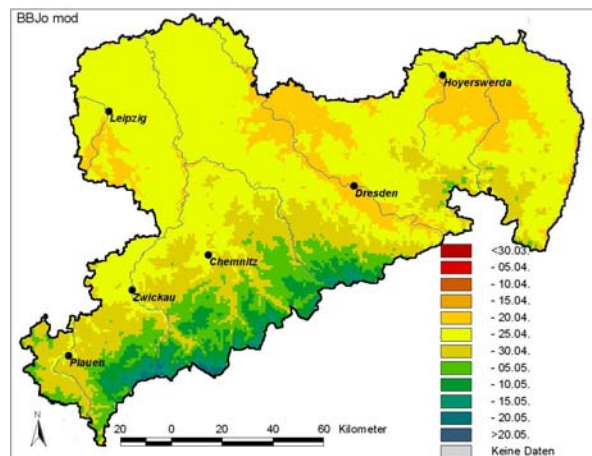 BBJo mod
Hoyerswerda
Leipzig
Dresden
Chemnitz
Zwickau
Plauen
<30.03.
- 05.04.
- 10.04.
- 15.04.
- 20.04.
- 25.04.
- 30.04.
- 05.05.
- 10.05.
- 15.05.
- 20.05.
>20.05.
Keine Daten
N
20 0 20 40 60 Kilometer